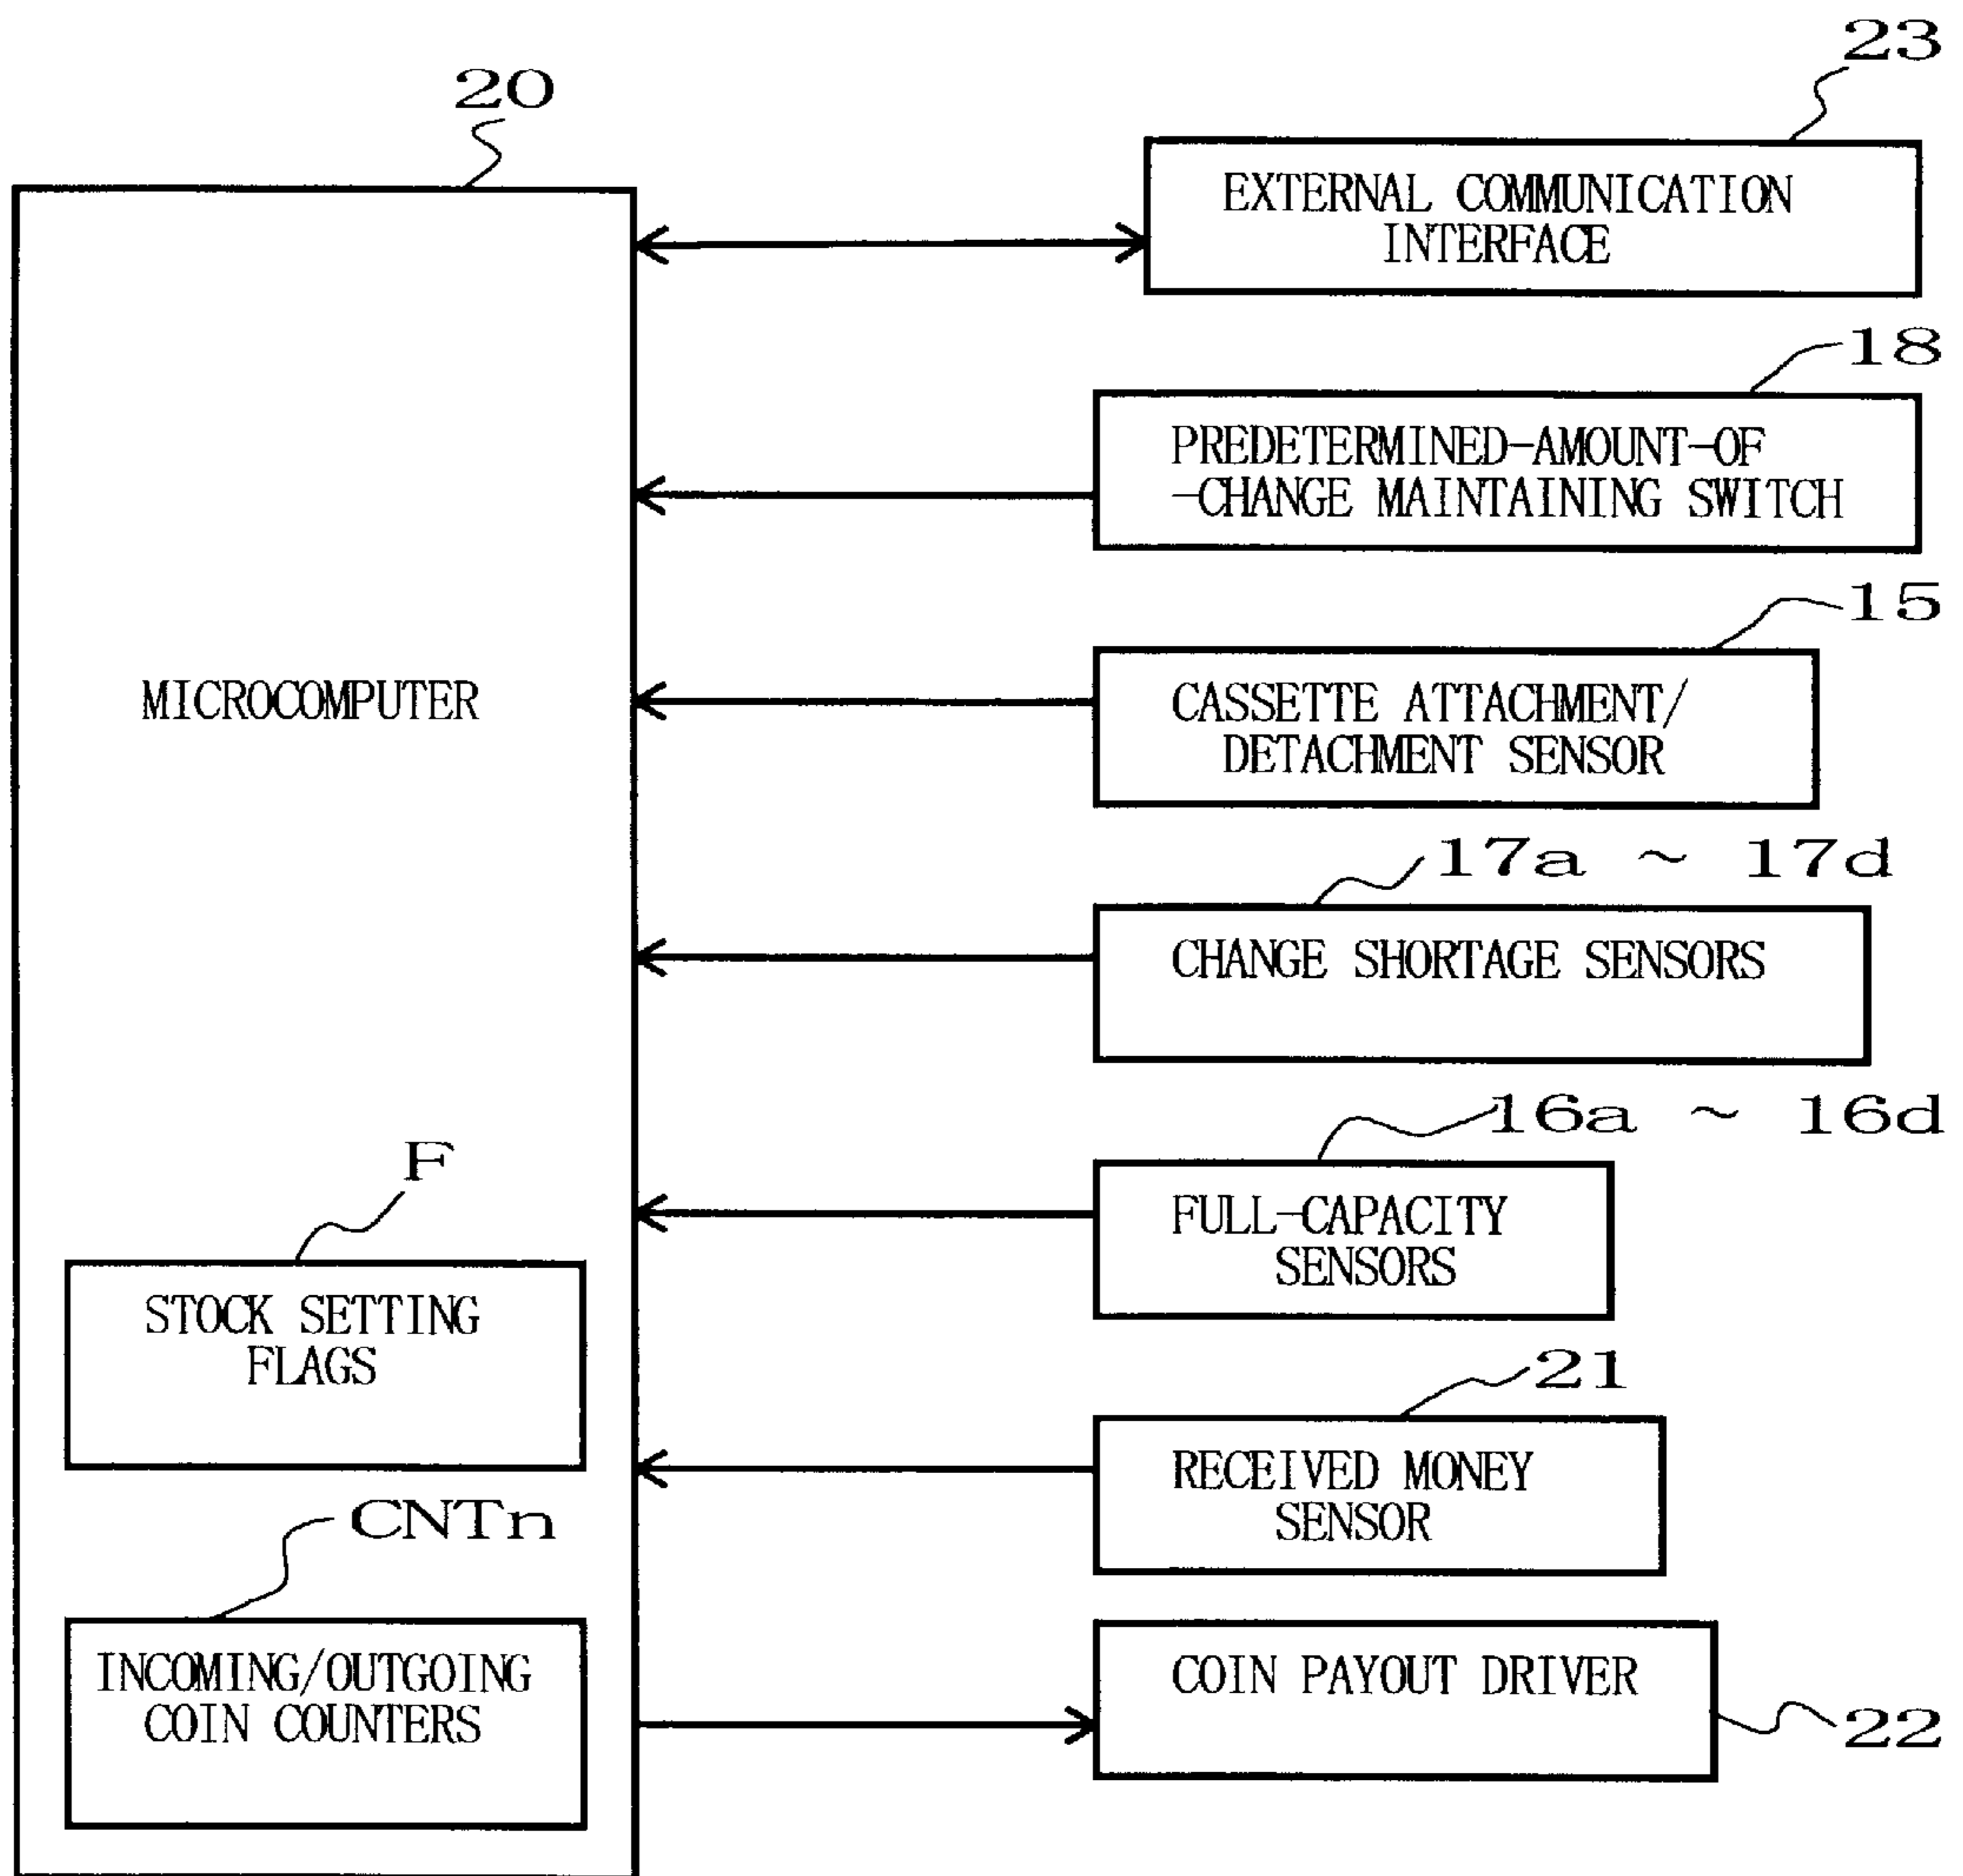 23
20
EXTERNAL COMMUNICATION
INTERFACE
18
PREDETERMINED-AMOUNT-OF
-CHANGE MAINTAINING SWITCH
15
MICROCOMPUTER
CASSETTE ATTACHMENT/
DETACHMENT SENSOR
17a ~ 17d
CHANGE SHORTAGE SENSORS
16a ~ 16d
F
FULL-CAPACITY
SENSORS
STOCK SETTING
FLAGS
21
RECEIVED MONEY
SENSOR
CNTn
INCOMING/OUTGOING
COIN COUNTERS
COIN PAYOUT DRIVER
22